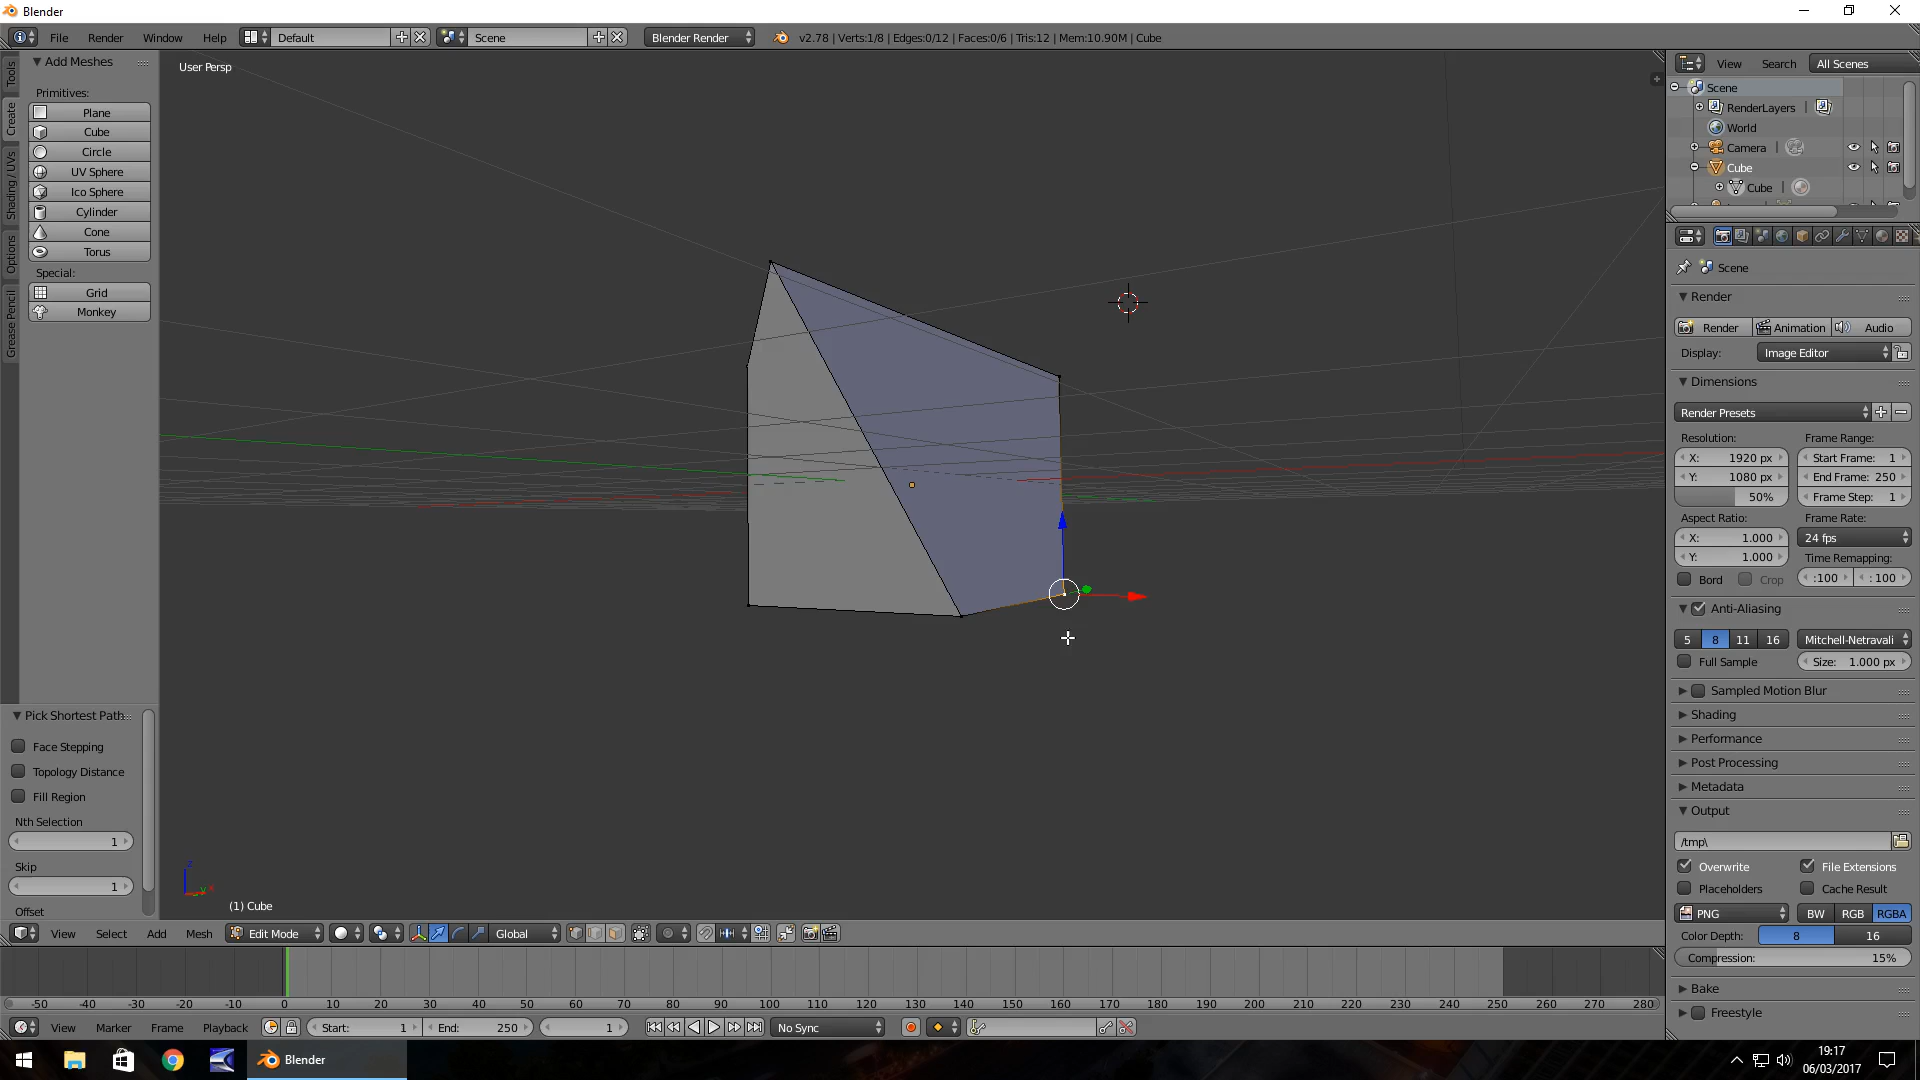 Blender
File Render Window Help Default Scene Blender Render v2.78 | Verts:1/8 | Edges:0/12 | Faces:0/6 | Tris:12 | Mem:10.90M | Cube
Tools
Create
Shading / UVs
Options
Grease Pencil
Add Meshes
Primitives:
Plane
Cube
Circle
UV Sphere
Ico Sphere
Cylinder
Cone
Torus
Special:
Grid
Monkey
Pick Shortest Path
Face Stepping
Topology Distance
Fill Region
Nth Selection
1
Skip
1
Offset
User Persp
z
y x
(1) Cube
View Select Add Mesh Edit Mode Global
-50 -40 -30 -20 -10 0 10 20 30 40 50 60 70 80 90 100 110 120 130 140 150 160 170 180 190 200 210 220 230 240 250 260 270 280
View Marker Frame Playback Start: 1 End: 250 1 No Sync
View Search All Scenes
Scene
RenderLayers |
World
Camera |
Cube
Cube |
Scene
Render
Render Animation Audio
Display: Image Editor
Dimensions
Render Presets
Resolution: Frame Range:
X: 1920 px Start Frame: 1
Y: 1080 px End Frame: 250
50% Frame Step: 1
Aspect Ratio: Frame Rate:
X: 1.000 24 fps
Y: 1.000 Time Remapping:
Bord Crop :100 : 100
Anti-Aliasing
5 8 11 16 Mitchell-Netravali
Full Sample Size: 1.000 px
Sampled Motion Blur
Shading
Performance
Post Processing
Metadata
Output
/tmp\
Overwrite File Extensions
Placeholders Cache Result
PNG BW RGB RGBA
Color Depth: 8 16
Compression: 15%
Bake
Freestyle
Blender
19:17
06/03/2017